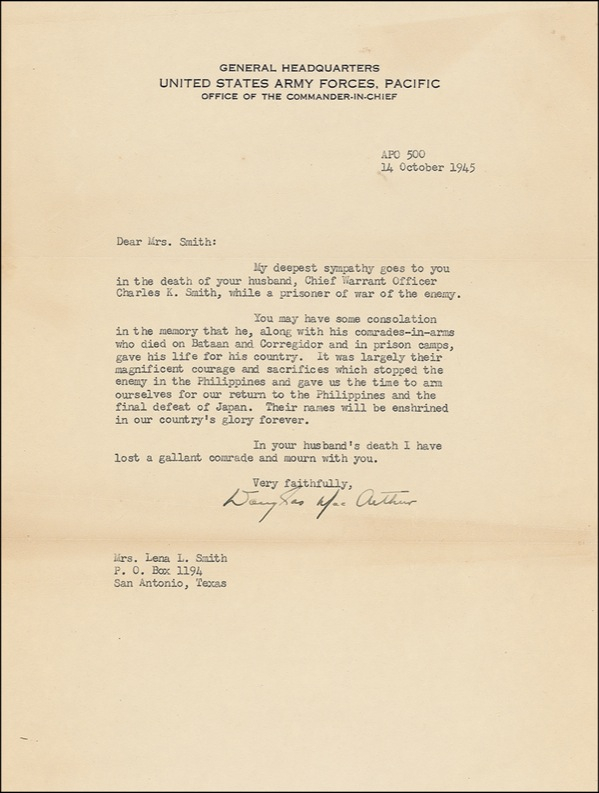 GENERAL HEADQUARTERS
UNITED STATES ARMY FORCES, PACIFIC
OFFICE OF THE COMMANDER-IN-CHIEF
APO 500
14 October 1945
Dear Mrs. Smith:
My deepest sympathy goes to you
in the death of your husband, Chief Warrant Officer
Charles K. Smith, while a prisoner of war of the enemy.
You may have some consolation
in the memory that he, along with his comrades-in-arms
who died on Bataan and Corregidor and in prison camps,
gave his life for his country. It was largely their
magnificent courage and sacrifices which stopped the
enemy in the Philippines and gave us the time to arm
ourselves for our return to the Philippines and the
final defeat of Japan. Their names will be enshrined
in our country's glory forever.
In your husband's death I have
lost a gallant comrade and mourn with you.
Very faithfully,
Douglas MacArthur
Mrs. Lena L. Smith
P. O. Box 1194
San Antonio, Texas